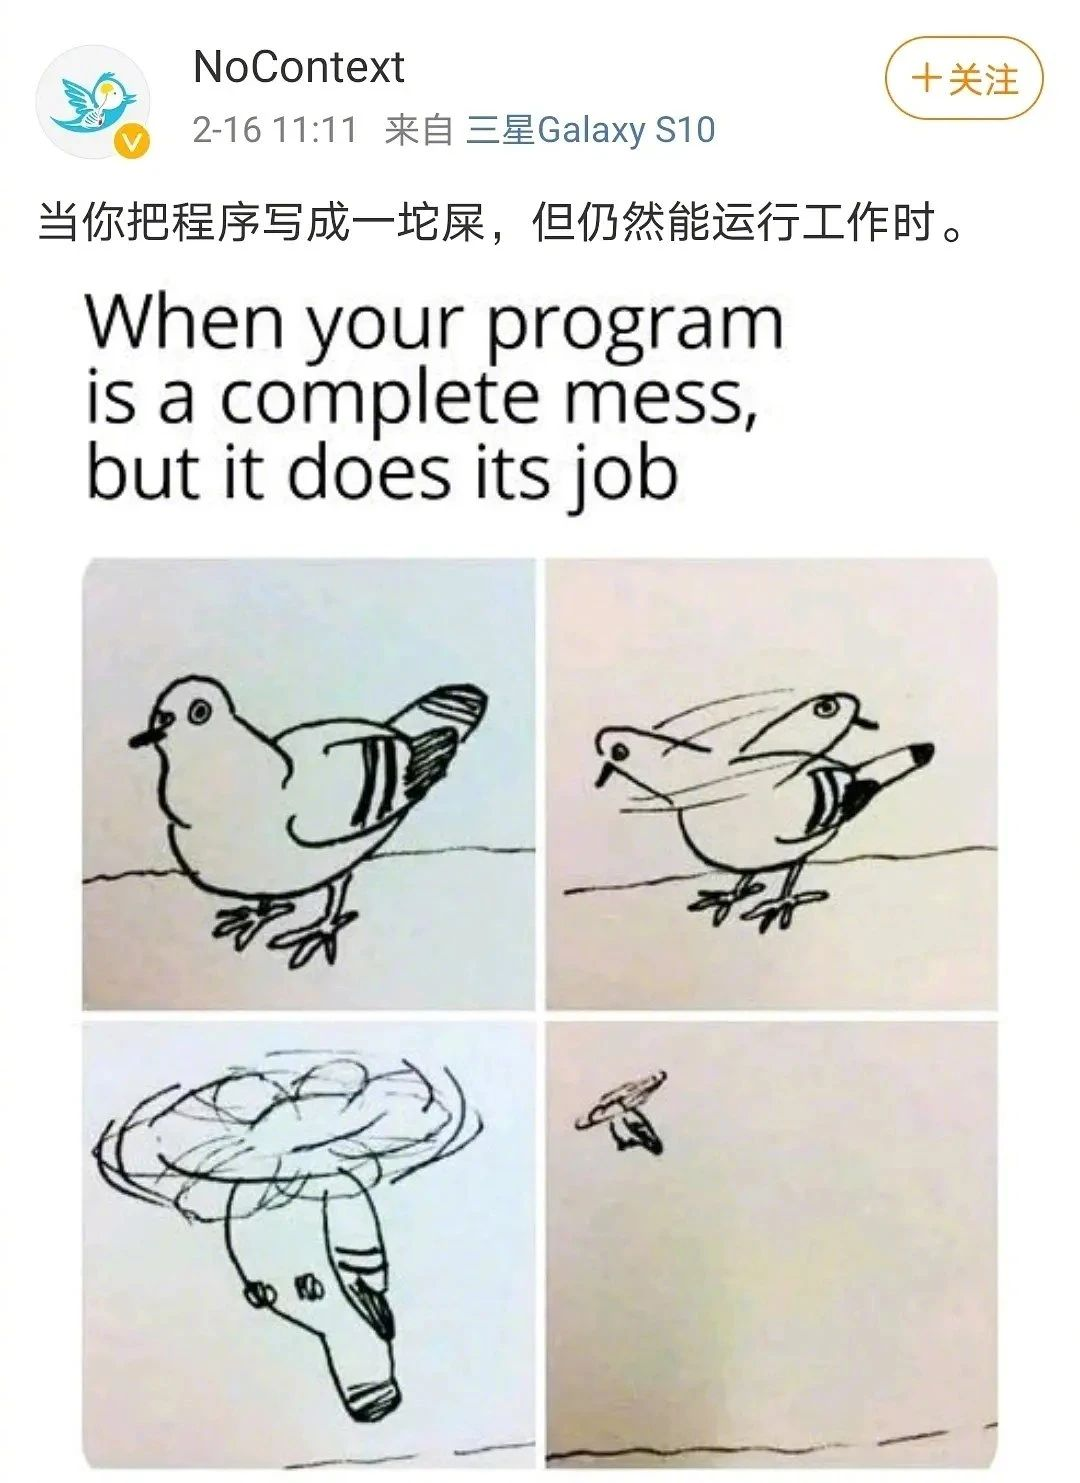 NoContext
2-16 11:11 来自 三星Galaxy S10
+关注
当你把程序写成一坨屎，但仍然能运行工作时。
When your program
is a complete mess,
but it does its job